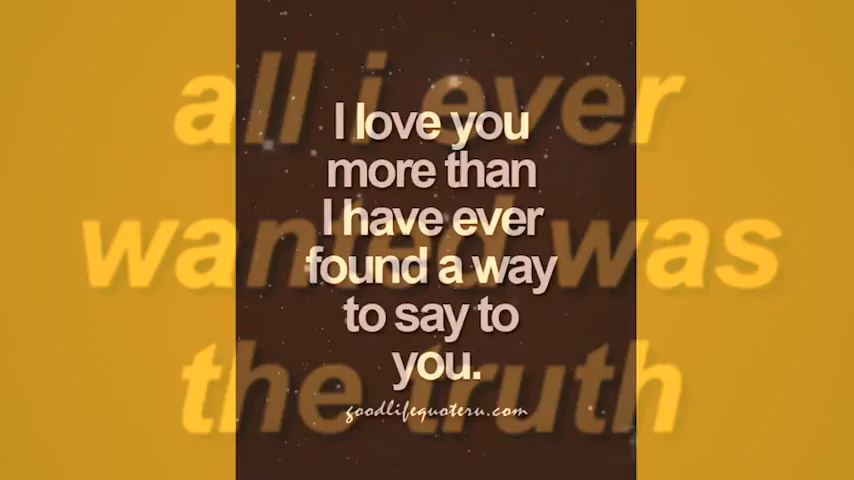 all i ever
wanted was
the truth
I love you
more than
I have ever
found a way
to say to
you.
goodlifequoteru.com